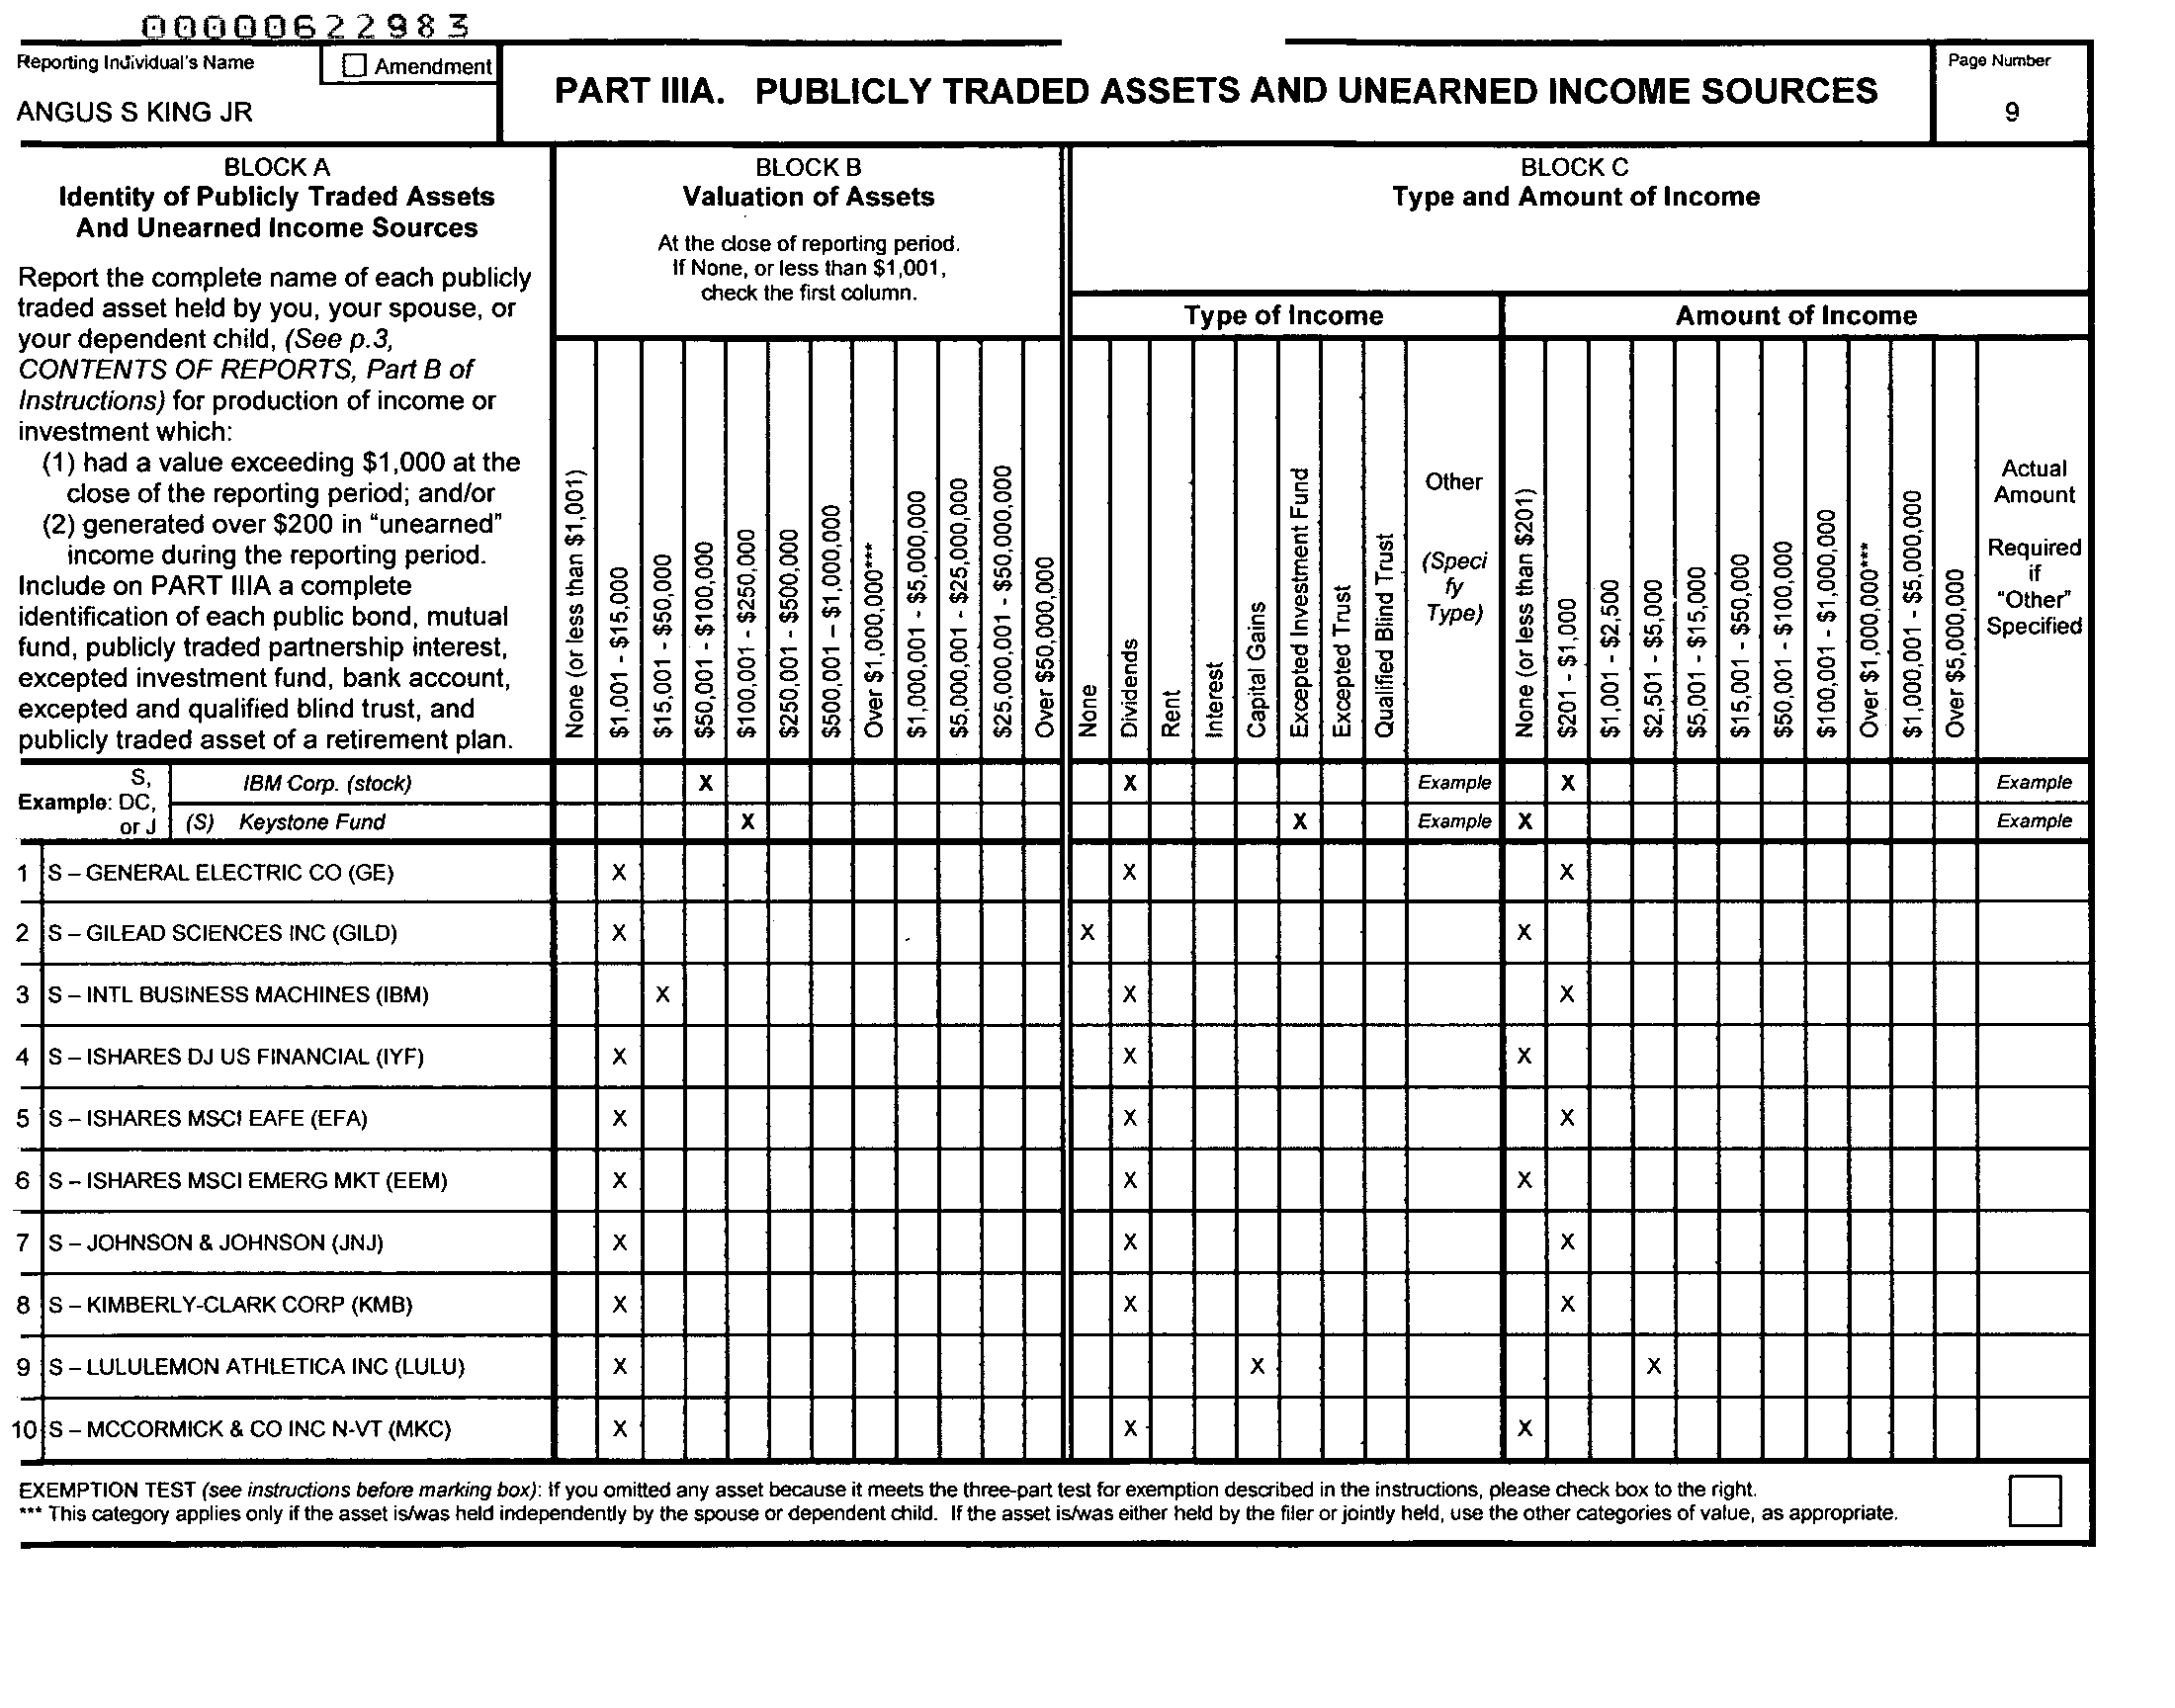 00000622983
Reporting Individual's Name
☐ Amendment
ANGUS S KING JR
PART IIIA. PUBLICLY TRADED ASSETS AND UNEARNED INCOME SOURCES
Page Number
9
BLOCK A
Identity of Publicly Traded Assets
And Unearned Income Sources
Report the complete name of each publicly
traded asset held by you, your spouse, or
your dependent child, (See p.3,
CONTENTS OF REPORTS, Part B of
Instructions) for production of income or
investment which:
(1) had a value exceeding $1,000 at the
close of the reporting period; and/or
(2) generated over $200 in “unearned”
income during the reporting period.
Include on PART IIIA a complete
identification of each public bond, mutual
fund, publicly traded partnership interest,
excepted investment fund, bank account,
excepted and qualified blind trust, and
publicly traded asset of a retirement plan.
BLOCK B
Valuation of Assets
At the close of reporting period.
If None, or less than $1,001,
check the first column.
None (or less than $1,001)
$1,001 - $15,000
$15,001 - $50,000
$50,001 - $100,000
$100,001 - $250,000
$250,001 - $500,000
$500,001 – $1,000,000
Over $1,000,000***
$1,000,001 - $5,000,000
$5,000,001 - $25,000,000
$25,000,001 - $50,000,000
Over $50,000,000
BLOCK C
Type and Amount of Income
Type of Income
None
Dividends
Rent
Interest
Capital Gains
Excepted Investment Fund
Excepted Trust
Qualified Blind Trust
Other
(Speci
fy
Type)
Amount of Income
None (or less than $201)
$201 - $1,000
$1,001 - $2,500
$2,501 - $5,000
$5,001 - $15,000
$15,001 - $50,000
$50,001 - $100,000
$100,001 - $1,000,000
Over $1,000,000***
$1,000,001 - $5,000,000
Over $5,000,000
Actual
Amount
Required
if
“Other”
Specified
Example:
S,
DC,
or J
IBM Corp. (stock) X X Example X Example
(S) Keystone Fund X X Example X Example
1 S – GENERAL ELECTRIC CO (GE) X X X
2 S – GILEAD SCIENCES INC (GILD) X X X
3 S – INTL BUSINESS MACHINES (IBM) X X X
4 S – ISHARES DJ US FINANCIAL (IYF) X X X
5 S – ISHARES MSCI EAFE (EFA) X X X
6 S – ISHARES MSCI EMERG MKT (EEM) X X X
7 S – JOHNSON & JOHNSON (JNJ) X X X
8 S – KIMBERLY-CLARK CORP (KMB) X X X
9 S – LULULEMON ATHLETICA INC (LULU) X X X
10 S – MCCORMICK & CO INC N-VT (MKC) X X X
EXEMPTION TEST (see instructions before marking box): If you omitted any asset because it meets the three-part test for exemption described in the instructions, please check box to the right.
*** This category applies only if the asset is/was held independently by the spouse or dependent child. If the asset is/was either held by the filer or jointly held, use the other categories of value, as appropriate.